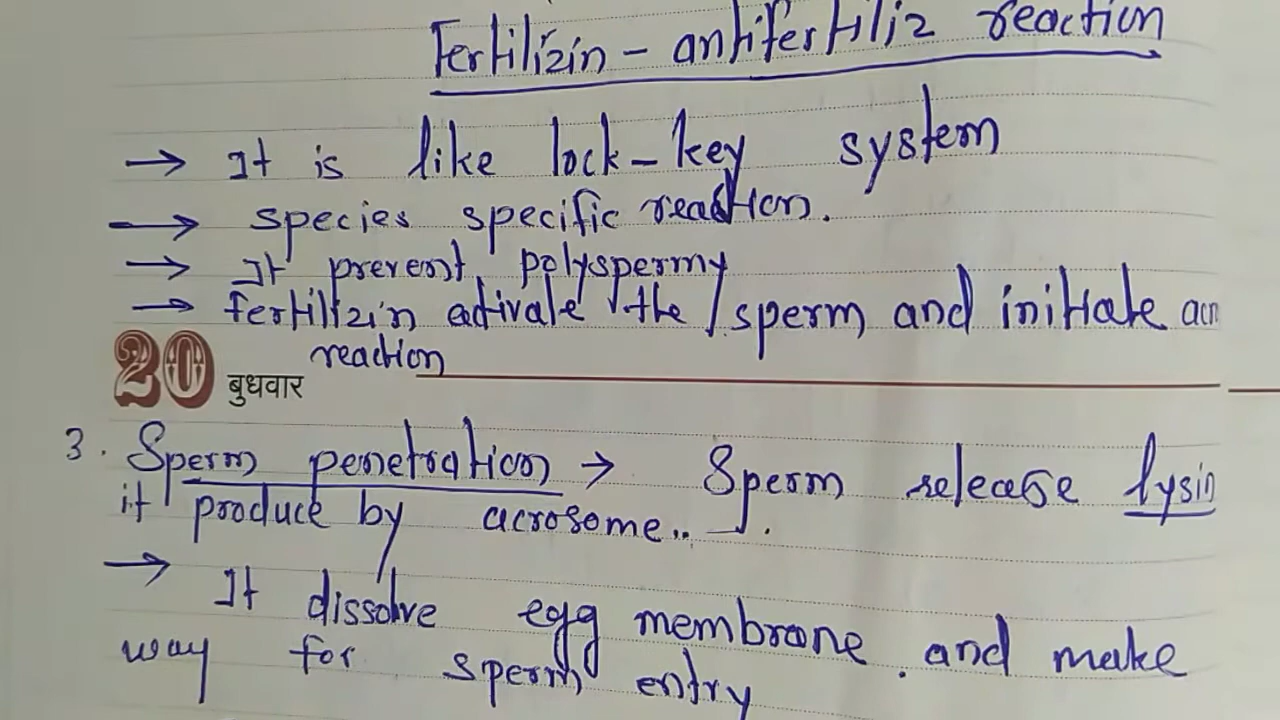 Fertilizin - antifertiliz reaction
→ It is like lock-key system
→ species specific reaction.
→ It prevent polyspermy
→ fertilizin activate the sperm and initiate acr
reaction
20 बुधवार
3. Sperm penetration → Sperm release lysin
it produce by acrosome..
→ It dissolve egg membrane. and make
way for sperm entry